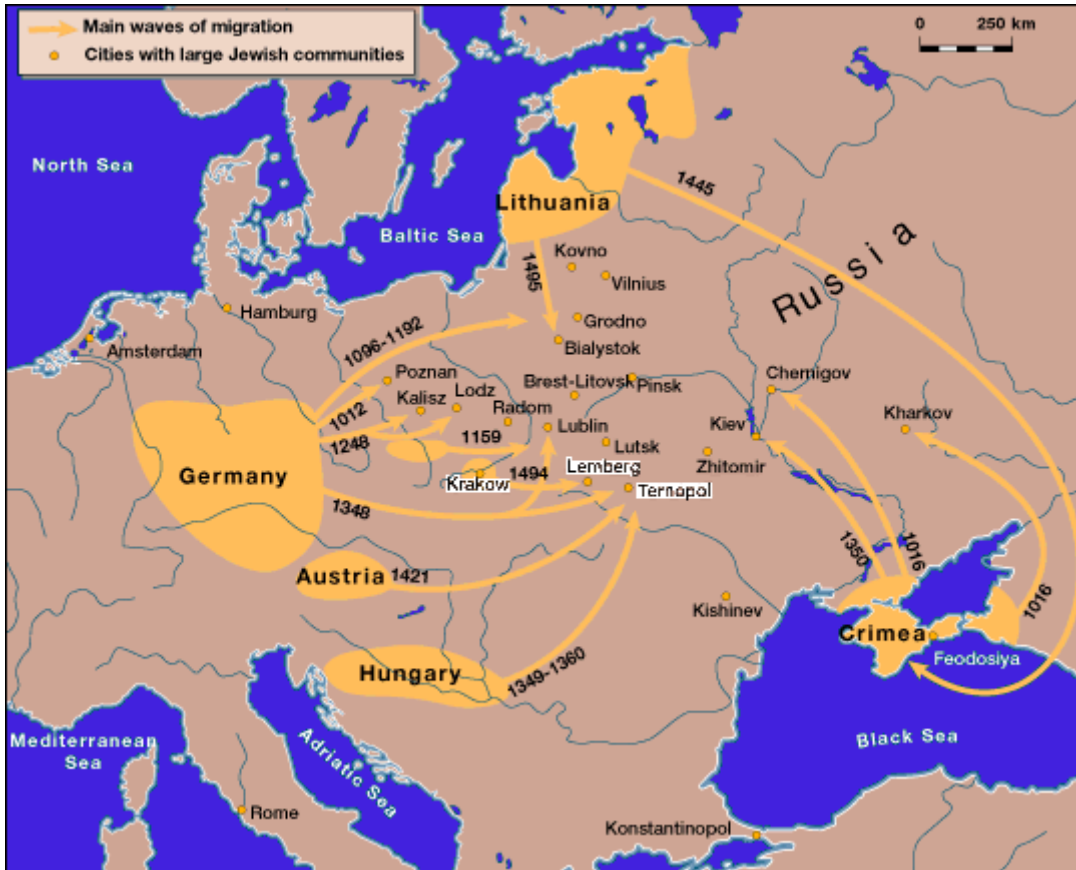 Main waves of migration
Cities with large Jewish communities
0 250 km
North Sea
Baltic Sea
Lithuania
1445
Russia
Kovno
Vilnius
1495
Hamburg
Grodno
Amsterdam
1096-1192
Bialystok
Poznan
Brest-Litovsk
Pinsk
Chernigov
Kalisz
Lodz
1012
Radom
Lublin
Kiev
Kharkov
1248
1159
Lutsk
Zhitomir
Germany
Krakow
1494
Lemberg
Ternopol
1348
1350
1016
Austria
1421
Kishinev
1016
Crimea
Feodosiya
Hungary
1349-1360
Mediterranean
Sea
Adriatic Sea
Black Sea
Rome
Konstantinopol